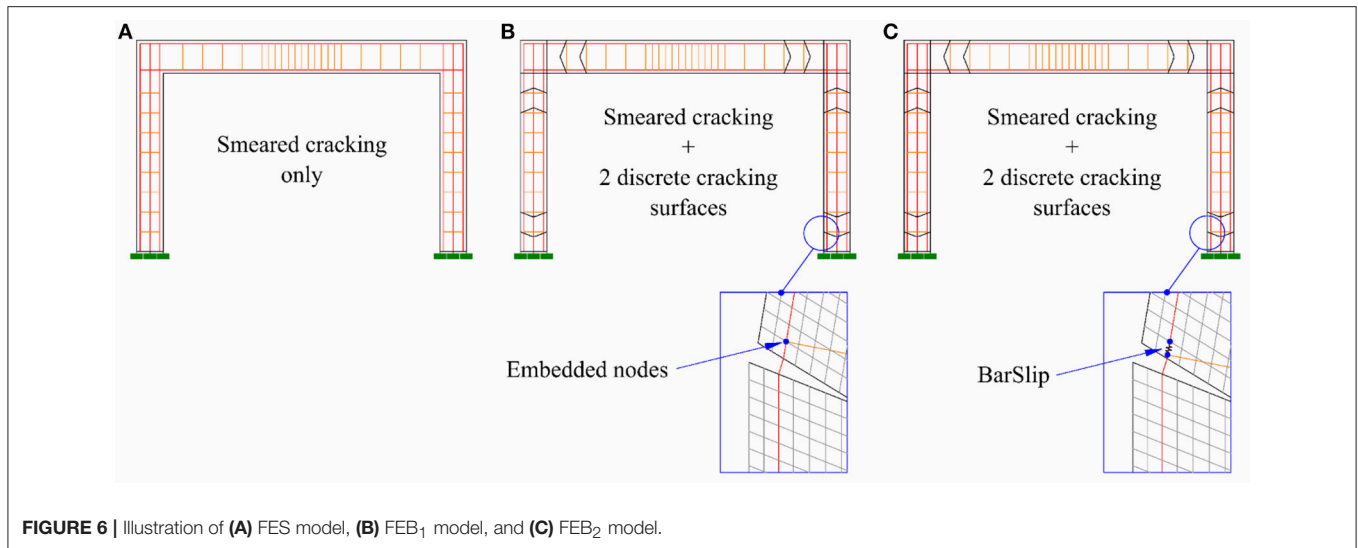 A
B
C
Smeared cracking
only
Smeared cracking
+
2 discrete cracking
surfaces
Smeared cracking
+
2 discrete cracking
surfaces
Embedded nodes
BarSlip
FIGURE 6 | Illustration of (A) FES model, (B) FEB₁ model, and (C) FEB₂ model.